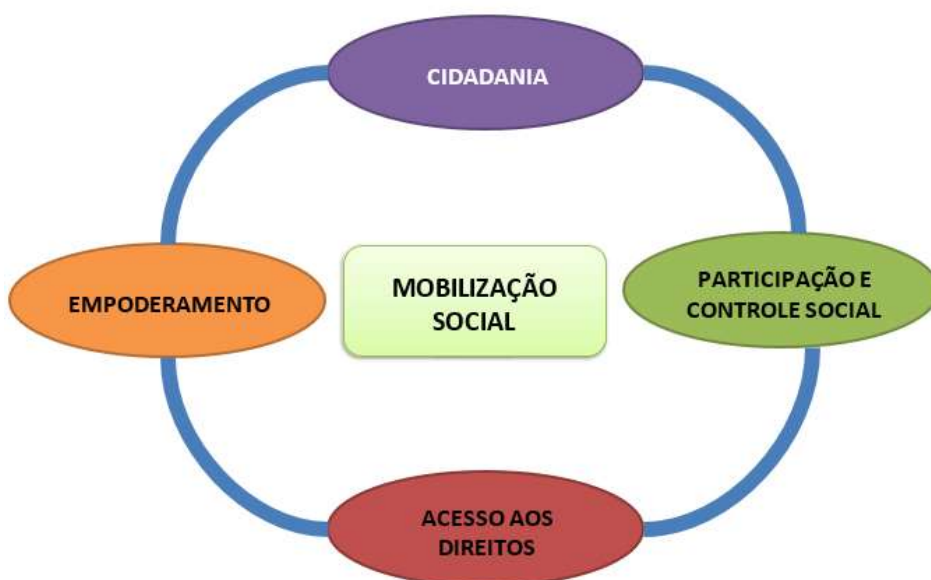 CIDADANIA
EMPODERAMENTO
MOBILIZAÇÃO
SOCIAL
PARTICIPAÇÃO E
CONTROLE SOCIAL
ACESSO AOS
DIREITOS